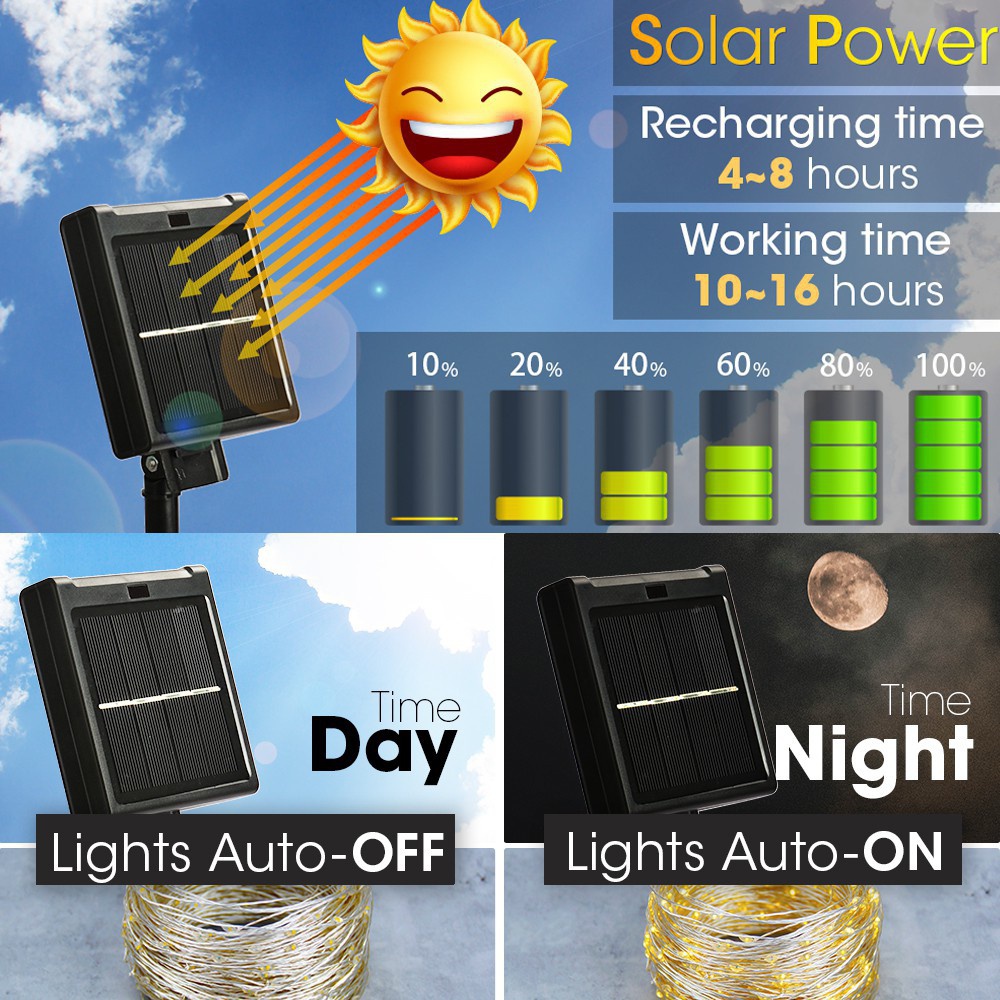 Solar Power
Recharging time
4~8 hours
Working time
10~16 hours
10% 20% 40% 60% 80% 100%
Time
Day
Lights Auto-OFF
Time
Night
Lights Auto-ON